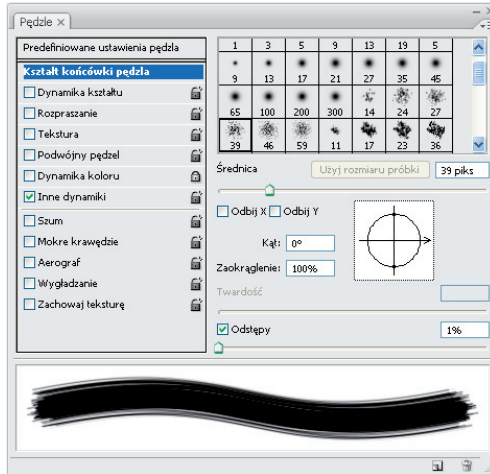 Pędzle ×
Predefiniowane ustawienia pędzla
Kształt końcówki pędzla
Dynamika kształtu
Rozpraszanie
Tekstura
Podwójny pędzel
Dynamika koloru
Inne dynamiki
Szum
Mokre krawędzie
Aerograf
Wygładzanie
Zachowaj teksturę
1 3 5 9 13 19 5
9 13 17 21 27 35 45
65 100 200 300 14 24 27
39 46 59 11 17 23 36
Średnica Użyj rozmiaru próbki 39 piks
Odbij X Odbij Y
Kąt: 0°
Zaokrąglenie: 100%
Twardość
Odstępy 1%